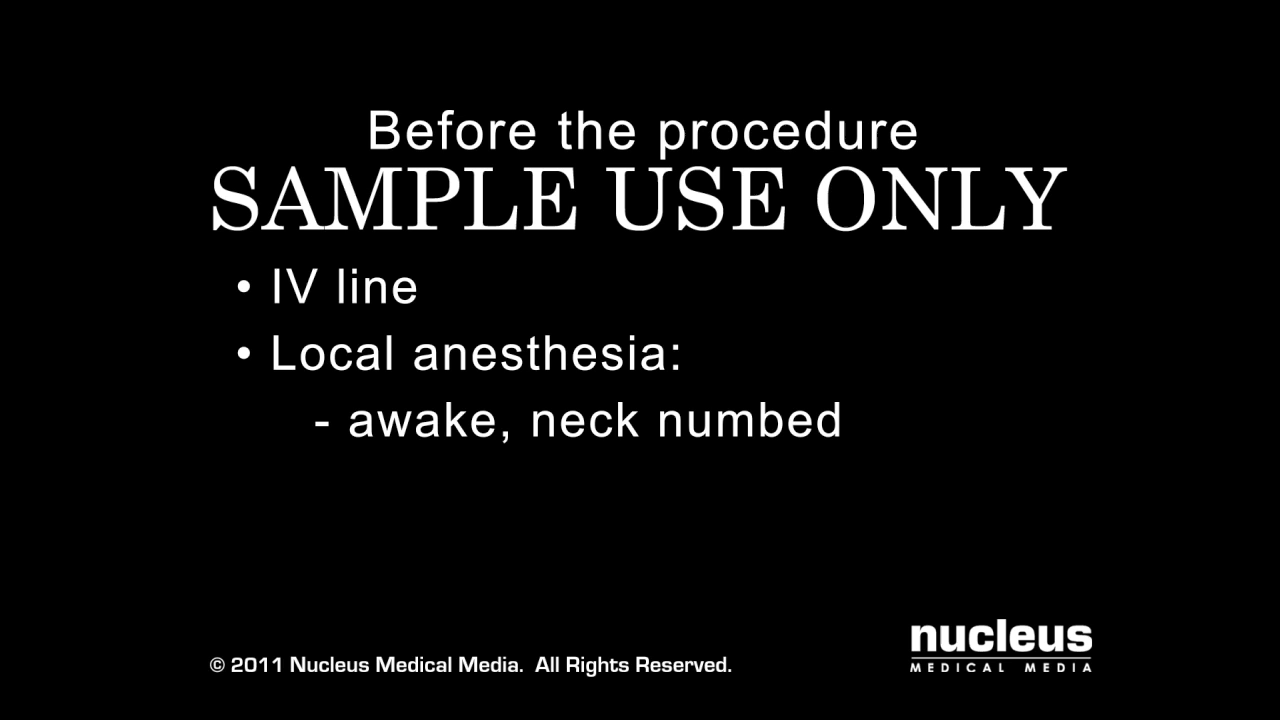 Before the procedure
SAMPLE USE ONLY
• IV line
• Local anesthesia:
- awake, neck numbed
nucleus
MEDICAL MEDIA
© 2011 Nucleus Medical Media. All Rights Reserved.